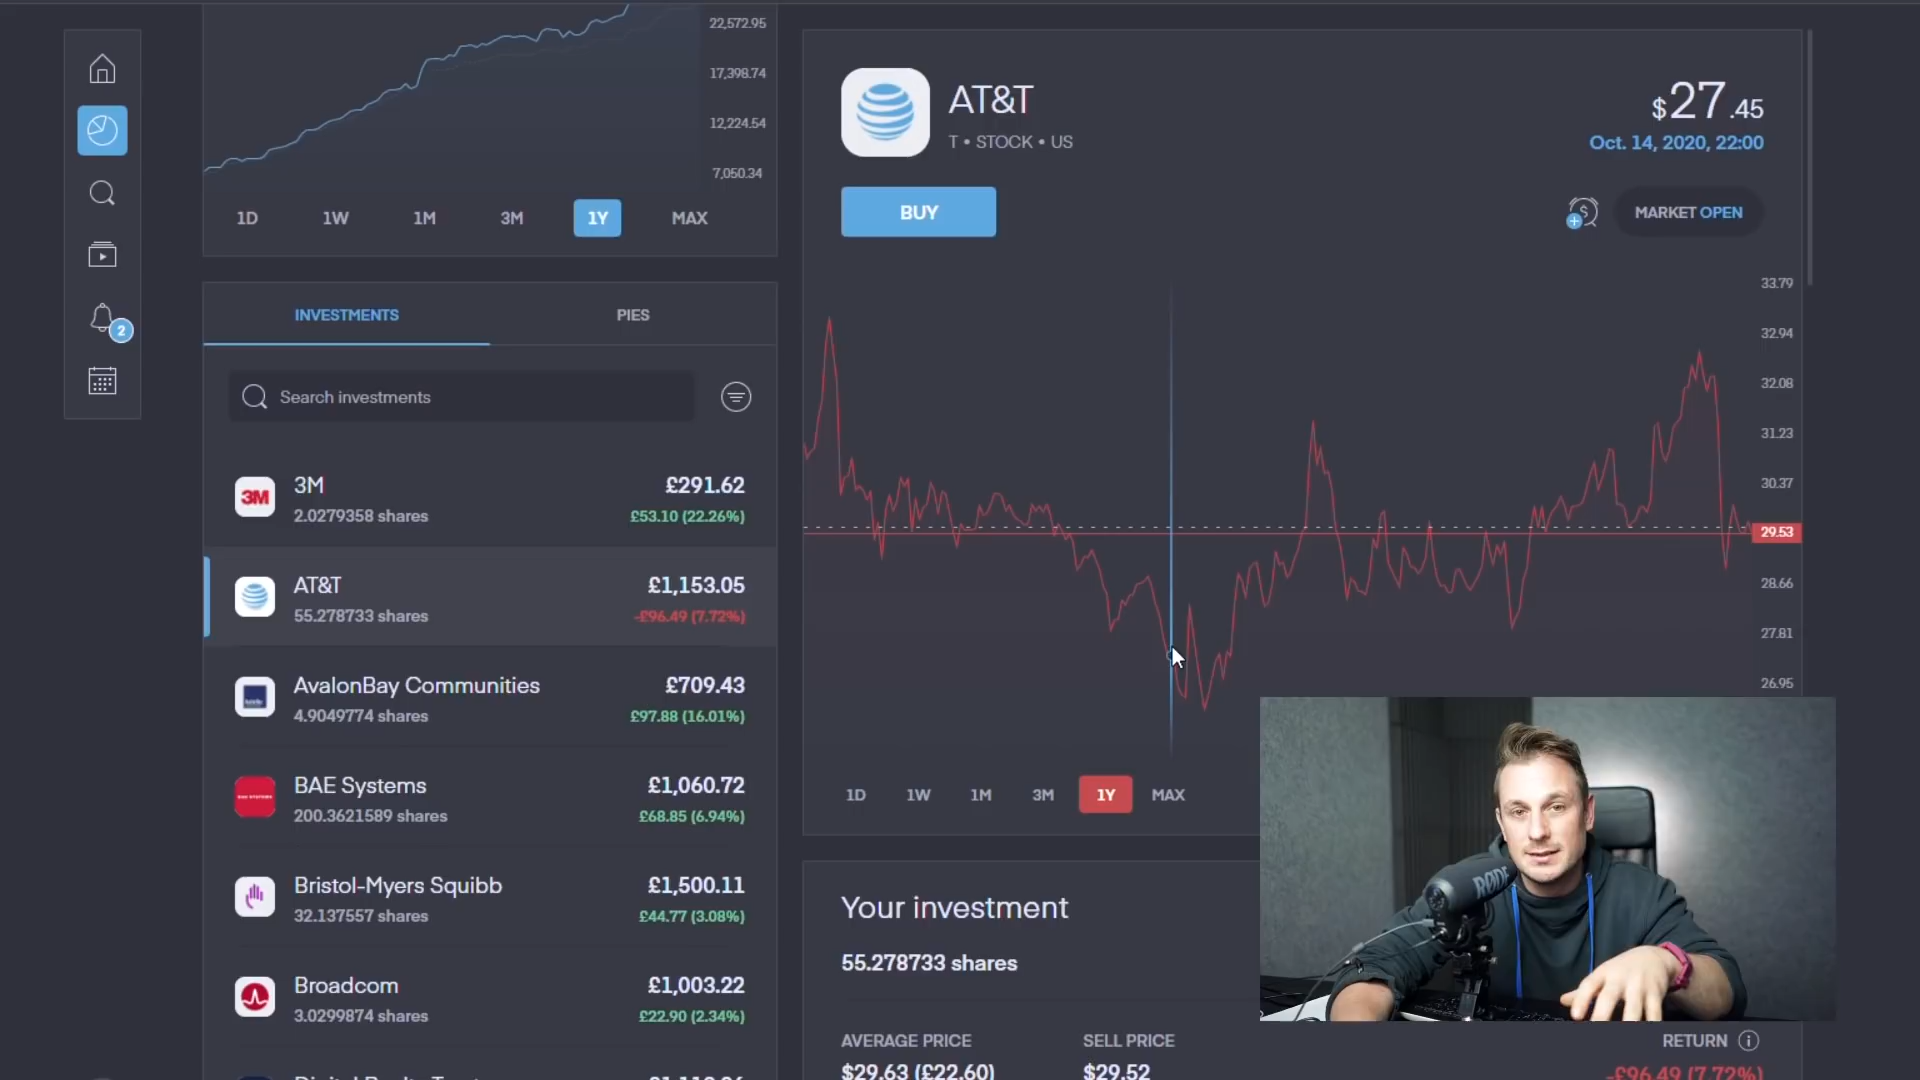 22,572.95
17,398.74
12,224.54
7,050.34
1D 1W 1M 3M 1Y MAX
2
INVESTMENTS PIES
Search investments
3M
3M £291.62
2.0279358 shares £53.10 (22.26%)
AT&T £1,153.05
55.278733 shares -£96.49 (7.72%)
AvalonBay Communities £709.43
4.9049774 shares £97.88 (16.01%)
BAE SYSTEMS
BAE Systems £1,060.72
200.3621589 shares £68.85 (6.94%)
Bristol-Myers Squibb £1,500.11
32.137557 shares £44.77 (3.08%)
Broadcom £1,003.22
3.0299874 shares £22.90 (2.34%)
AT&T
T • STOCK • US
$27.45
Oct. 14, 2020, 22:00
BUY
$
MARKET OPEN
33.79
32.94
32.08
31.23
30.37
29.53
28.66
27.81
26.95
1D 1W 1M 3M 1Y MAX
RØDE
Your investment
55.278733 shares
AVERAGE PRICE SELL PRICE RETURN
$29.63 (£22.60) $29.52 -£96.49 (7.72%)